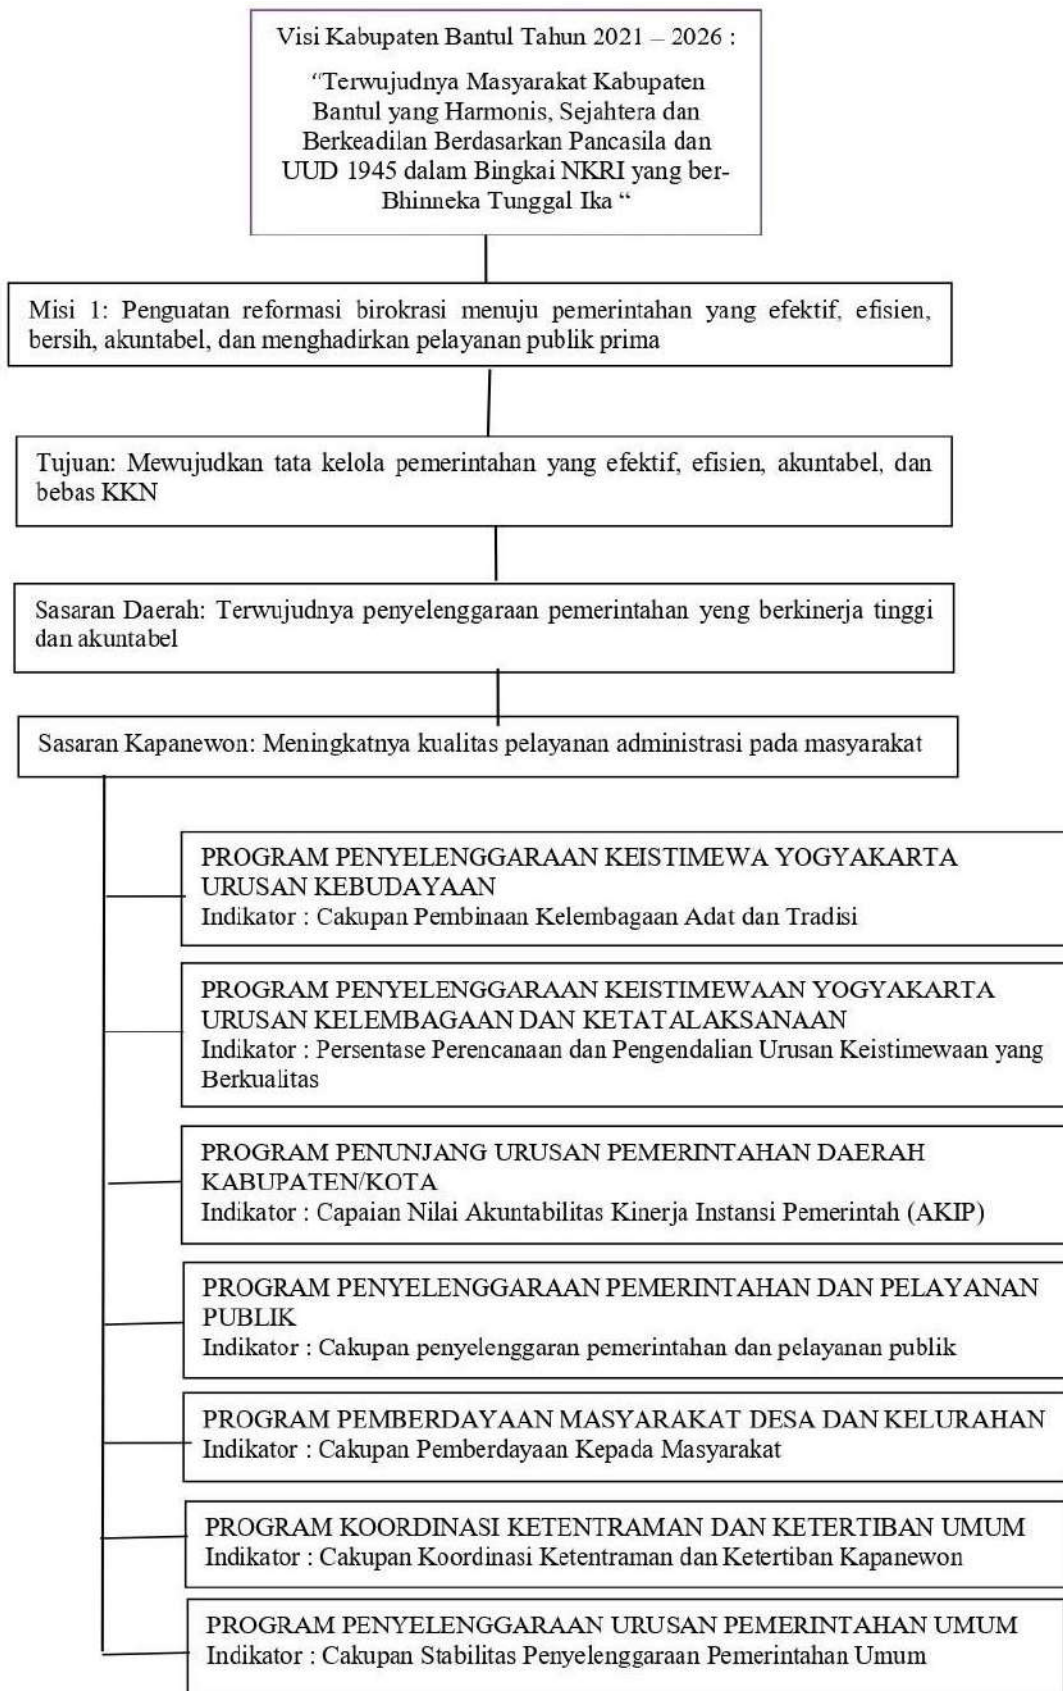 Visi Kabupaten Bantul Tahun 2021 – 2026 :
“Terwujudnya Masyarakat Kabupaten
Bantul yang Harmonis, Sejahtera dan
Berkeadilan Berdasarkan Pancasila dan
UUD 1945 dalam Bingkai NKRI yang ber-
Bhinneka Tunggal Ika “
Misi 1: Penguatan reformasi birokrasi menuju pemerintahan yang efektif, efisien,
bersih, akuntabel, dan menghadirkan pelayanan publik prima
Tujuan: Mewujudkan tata kelola pemerintahan yang efektif, efisien, akuntabel, dan
bebas KKN
Sasaran Daerah: Terwujudnya penyelenggaraan pemerintahan yeng berkinerja tinggi
dan akuntabel
Sasaran Kapanewon: Meningkatnya kualitas pelayanan administrasi pada masyarakat
PROGRAM PENYELENGGARAAN KEISTIMEWA YOGYAKARTA
URUSAN KEBUDAYAAN
Indikator : Cakupan Pembinaan Kelembagaan Adat dan Tradisi
PROGRAM PENYELENGGARAAN KEISTIMEWAAN YOGYAKARTA
URUSAN KELEMBAGAAN DAN KETATALAKSANAAN
Indikator : Persentase Perencanaan dan Pengendalian Urusan Keistimewaan yang
Berkualitas
PROGRAM PENUNJANG URUSAN PEMERINTAHAN DAERAH
KABUPATEN/KOTA
Indikator : Capaian Nilai Akuntabilitas Kinerja Instansi Pemerintah (AKIP)
PROGRAM PENYELENGGARAAN PEMERINTAHAN DAN PELAYANAN
PUBLIK
Indikator : Cakupan penyelenggaran pemerintahan dan pelayanan publik
PROGRAM PEMBERDAYAAN MASYARAKAT DESA DAN KELURAHAN
Indikator : Cakupan Pemberdayaan Kepada Masyarakat
PROGRAM KOORDINASI KETENTRAMAN DAN KETERTIBAN UMUM
Indikator : Cakupan Koordinasi Ketentraman dan Ketertiban Kapanewon
PROGRAM PENYELENGGARAAN URUSAN PEMERINTAHAN UMUM
Indikator : Cakupan Stabilitas Penyelenggaraan Pemerintahan Umum